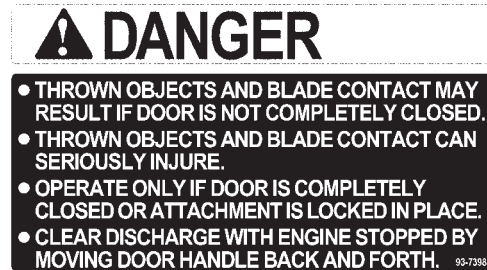 DANGER
● THROWN OBJECTS AND BLADE CONTACT MAY
RESULT IF DOOR IS NOT COMPLETELY CLOSED.
● THROWN OBJECTS AND BLADE CONTACT CAN
SERIOUSLY INJURE.
● OPERATE ONLY IF DOOR IS COMPLETELY
CLOSED OR ATTACHMENT IS LOCKED IN PLACE.
● CLEAR DISCHARGE WITH ENGINE STOPPED BY
MOVING DOOR HANDLE BACK AND FORTH. 93-7398